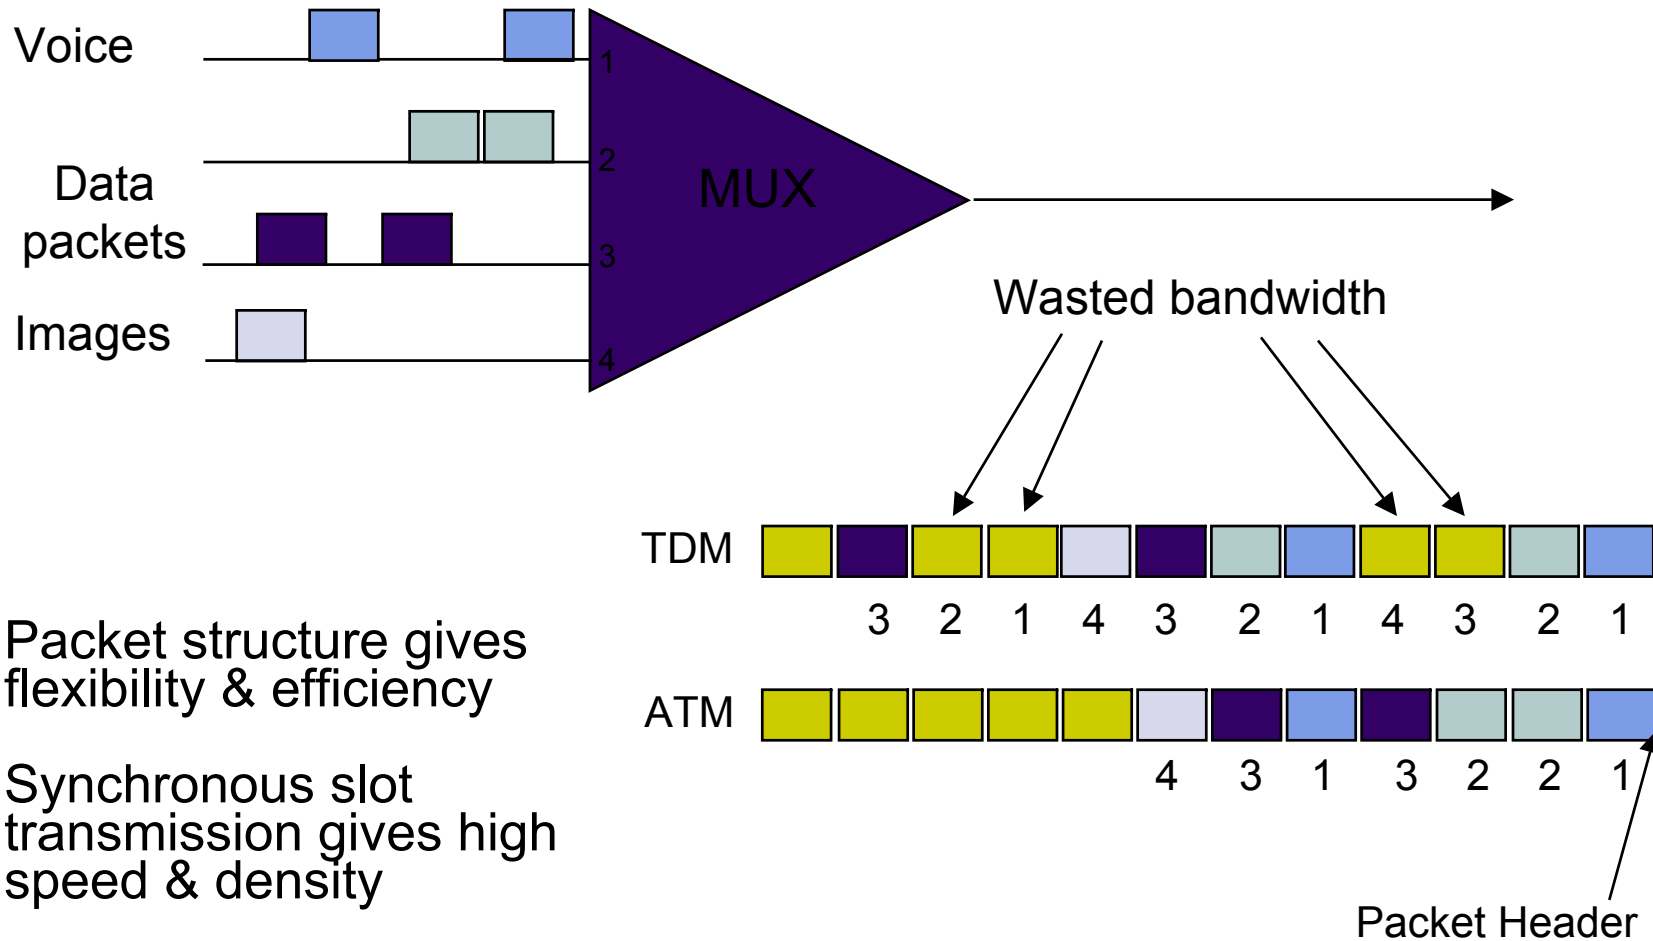 Voice
1
2
Data
packets
3
MUX
Images
4
Wasted bandwidth
TDM
3 2 1 4 3 2 1 4 3 2 1
Packet structure gives
flexibility & efficiency
ATM
4 3 1 3 2 2 1
Synchronous slot
transmission gives high
speed & density
Packet Header